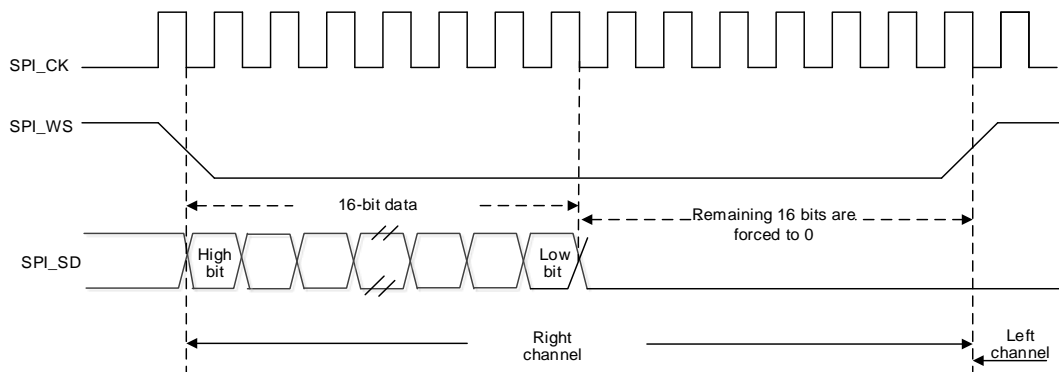 SPI_CK
SPI_WS
16-bit data
Remaining 16 bits are
forced to 0
SPI_SD
High
bit
Low
bit
Right
channel
Left
channel